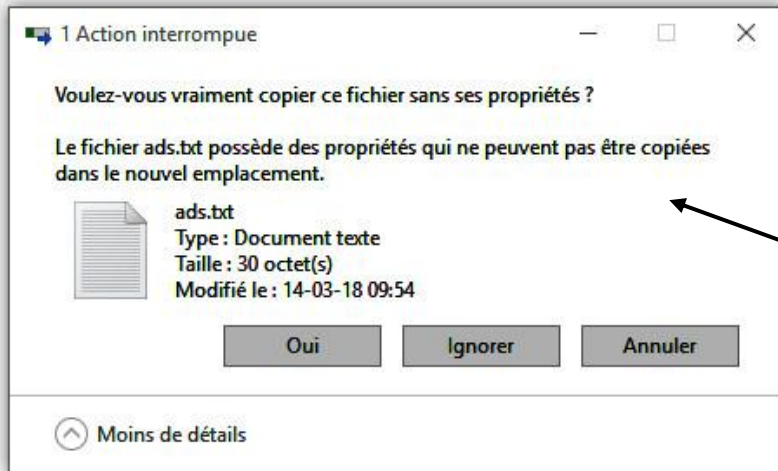 1 Action interrompue
Voulez-vous vraiment copier ce fichier sans ses propriétés ?
Le fichier ads.txt possède des propriétés qui ne peuvent pas être copiées
dans le nouvel emplacement.
ads.txt
Type : Document texte
Taille : 30 octet(s)
Modifié le : 14-03-18 09:54
Oui Ignorer Annuler
Moins de détails